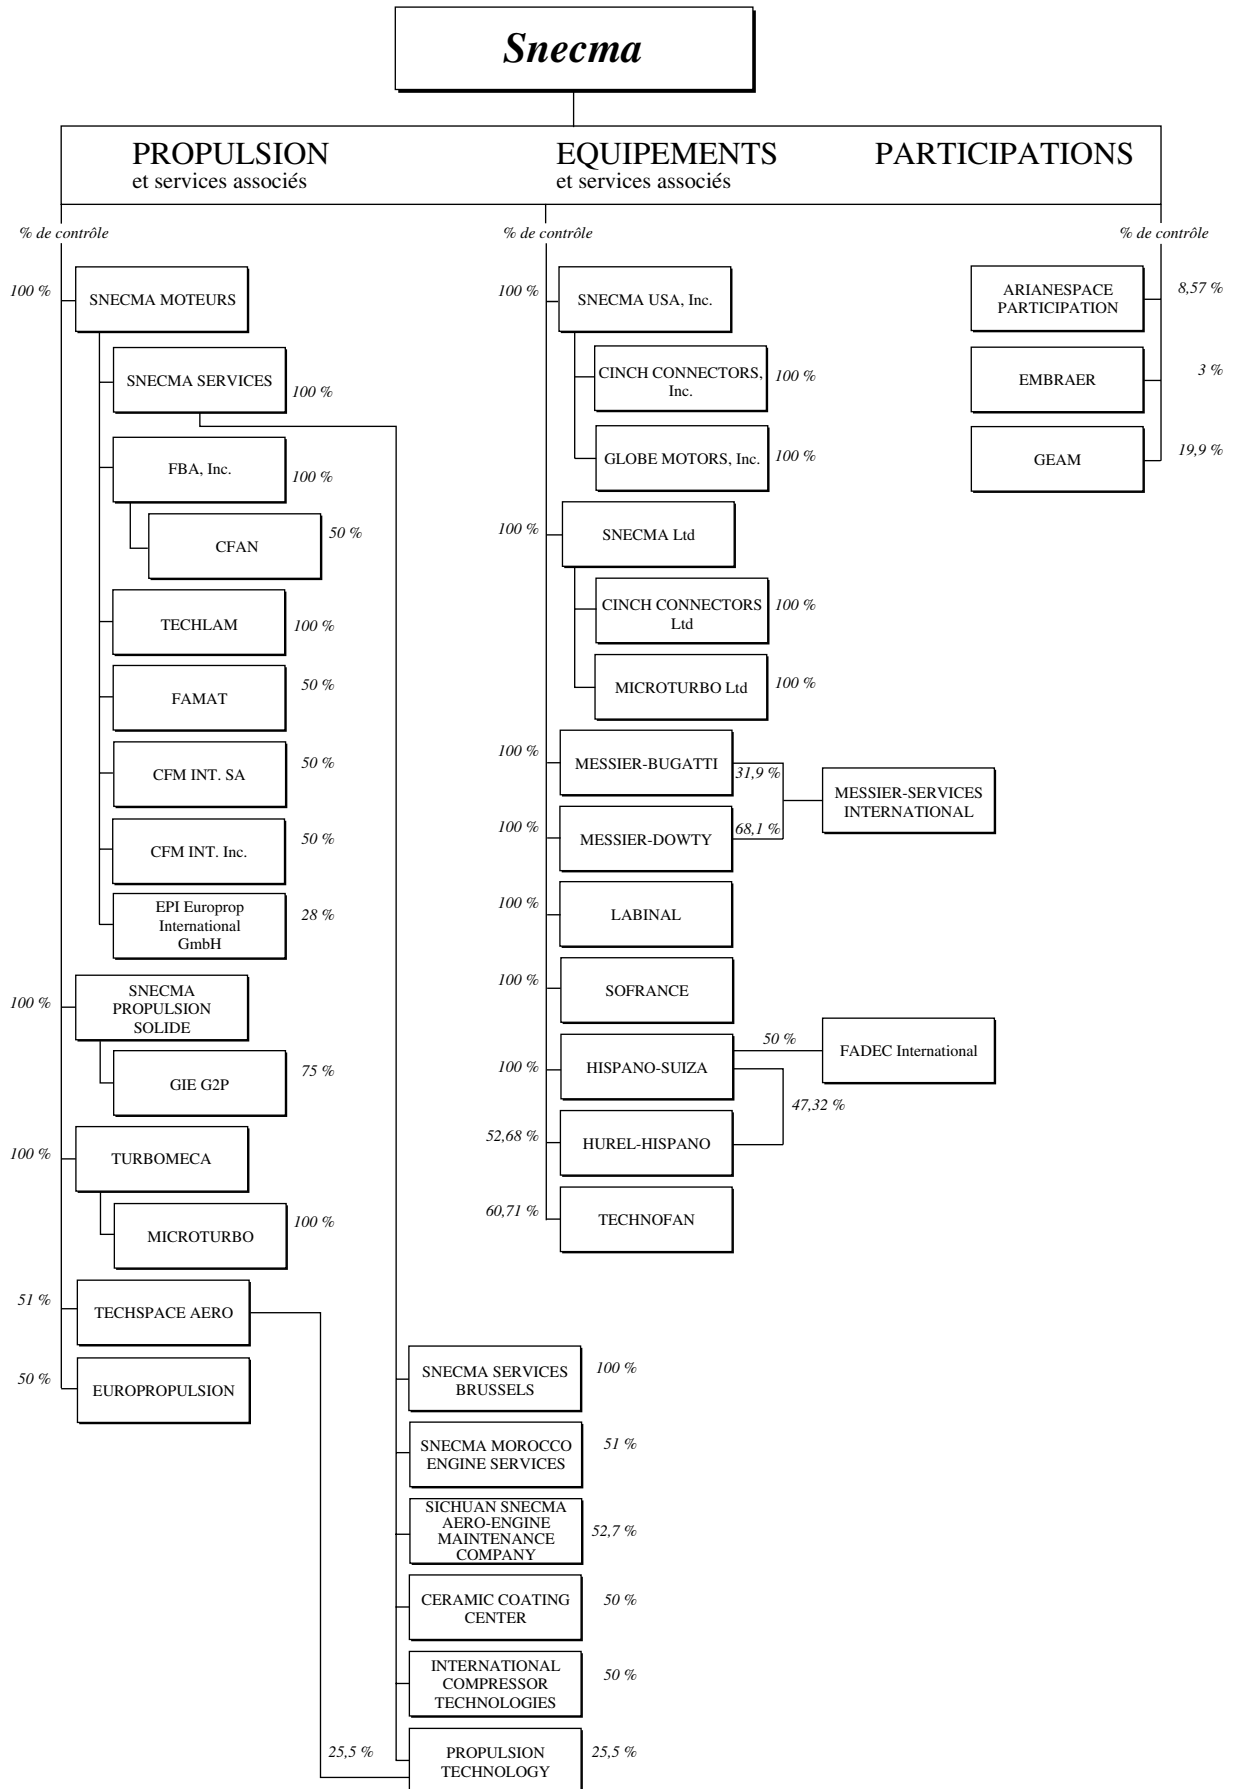 Snecma
PROPULSION
et services associés
EQUIPEMENTS
et services associés
PARTICIPATIONS
% de contrôle
% de contrôle
% de contrôle
100 %
SNECMA MOTEURS
SNECMA SERVICES
100 %
FBA, Inc.
100 %
CFAN
50 %
TECHLAM
100 %
FAMAT
50 %
CFM INT. SA
50 %
CFM INT. Inc.
50 %
EPI Europrop
International
GmbH
28 %
100 %
SNECMA
PROPULSION
SOLIDE
GIE G2P
75 %
100 %
TURBOMECA
MICROTURBO
100 %
51 %
TECHSPACE AERO
50 %
EUROPROPULSION
SNECMA SERVICES
BRUSSELS
100 %
SNECMA MOROCCO
ENGINE SERVICES
51 %
SICHUAN SNECMA
AERO-ENGINE
MAINTENANCE
COMPANY
52,7 %
CERAMIC COATING
CENTER
50 %
INTERNATIONAL
COMPRESSOR
TECHNOLOGIES
50 %
25,5 %
PROPULSION
TECHNOLOGY
25,5 %
100 %
SNECMA USA, Inc.
CINCH CONNECTORS,
Inc.
100 %
GLOBE MOTORS, Inc.
100 %
100 %
SNECMA Ltd
CINCH CONNECTORS
Ltd
100 %
MICROTURBO Ltd
100 %
100 %
MESSIER-BUGATTI
31,9 %
MESSIER-SERVICES
INTERNATIONAL
100 %
MESSIER-DOWTY
68,1 %
100 %
LABINAL
100 %
SOFRANCE
100 %
HISPANO-SUIZA
50 %
FADEC International
47,32 %
52,68 %
HUREL-HISPANO
60,71 %
TECHNOFAN
ARIANESPACE
PARTICIPATION
8,57 %
EMBRAER
3 %
GEAM
19,9 %